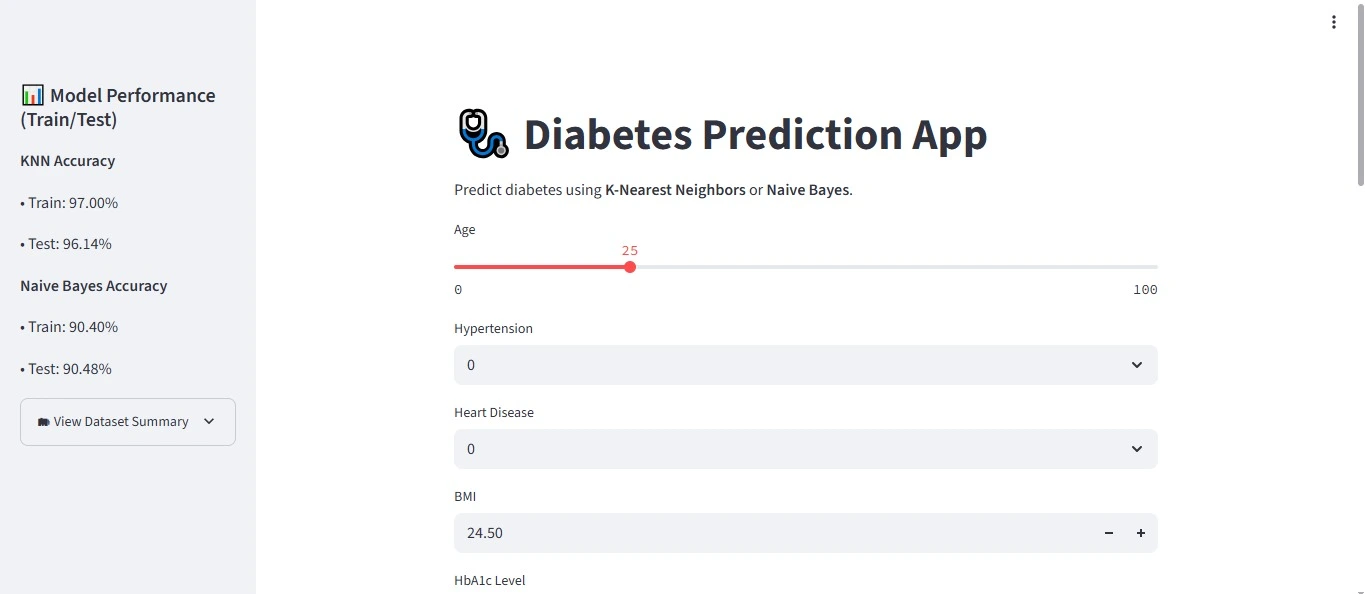 Model Performance
(Train/Test)
KNN Accuracy
• Train: 97.00%
• Test: 96.14%
Naive Bayes Accuracy
• Train: 90.40%
• Test: 90.48%
View Dataset Summary
Diabetes Prediction App
Predict diabetes using K-Nearest Neighbors or Naive Bayes.
Age
25
0 100
Hypertension
0
Heart Disease
0
BMI
24.50
HbA1c Level